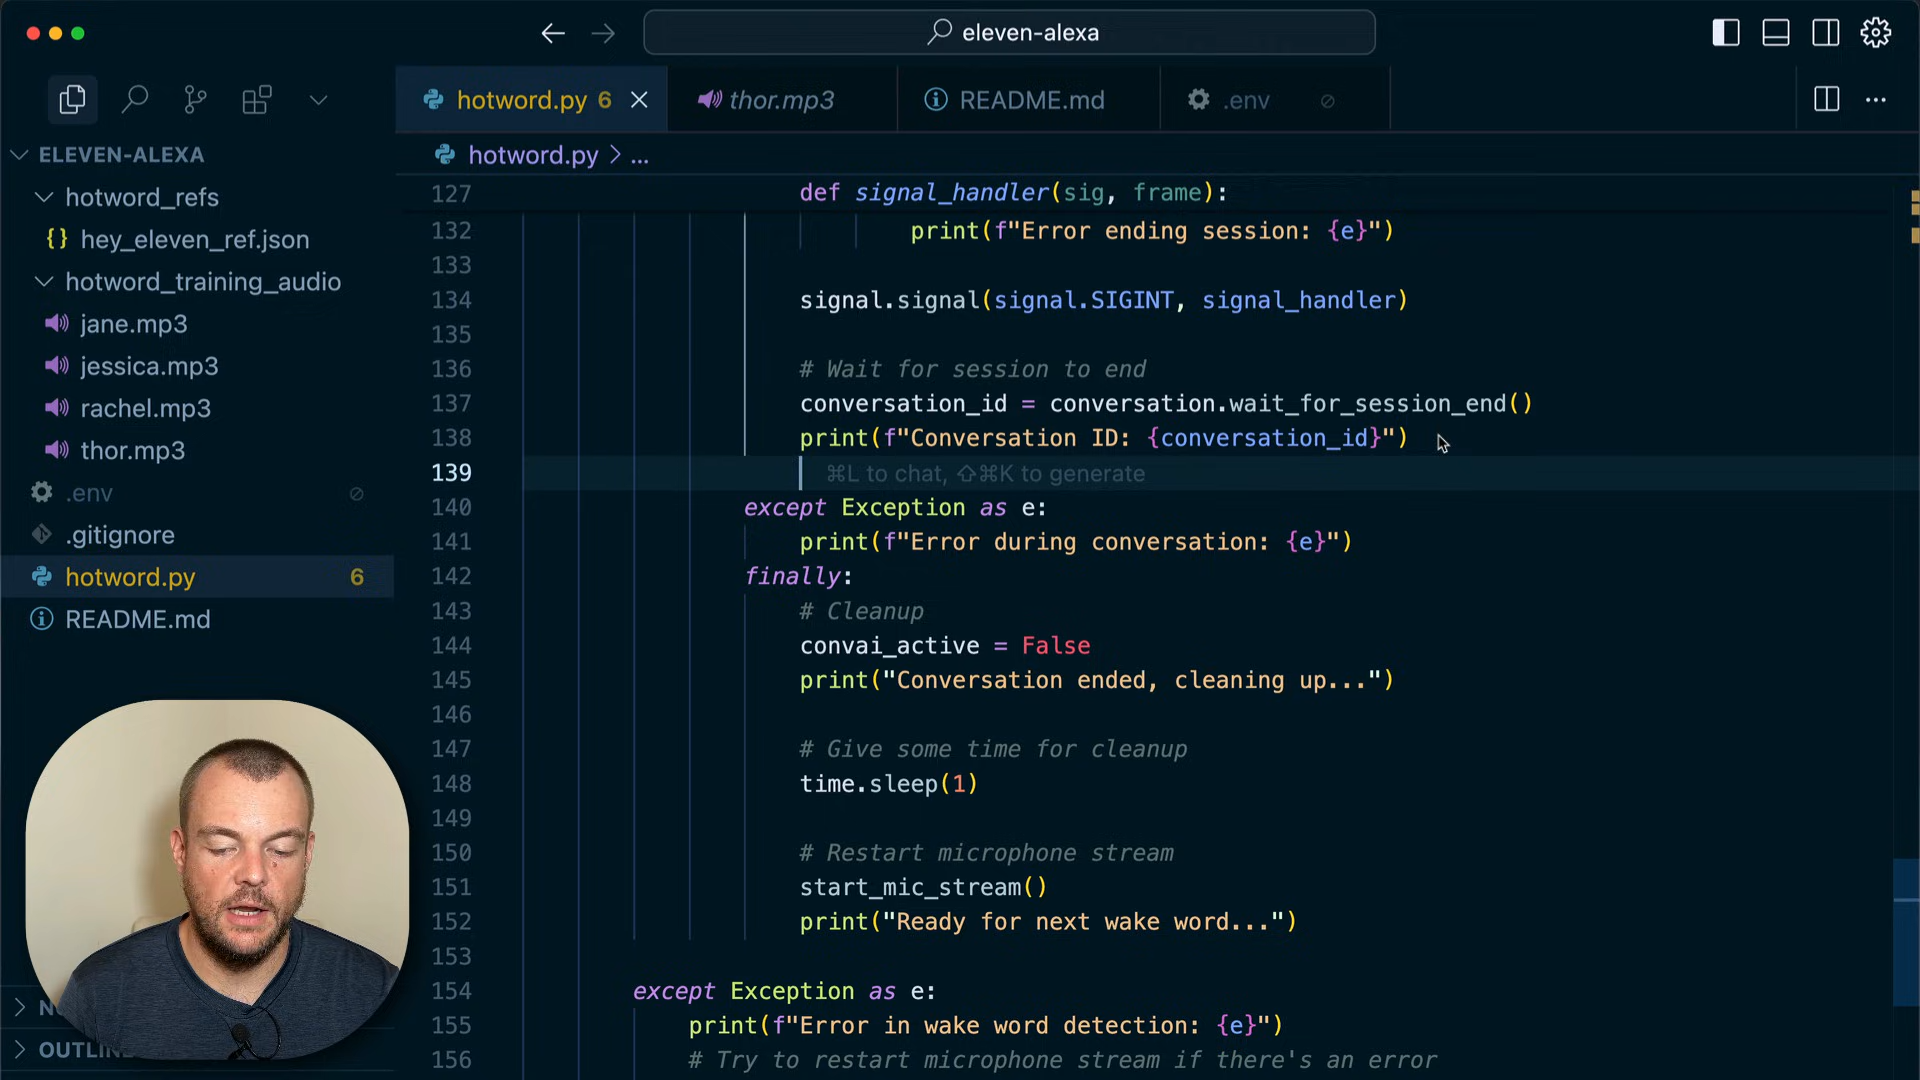 eleven-alexa
hotword.py 6
thor.mp3
README.md
.env
ELEVEN-ALEXA
hotword_refs
{} hey_eleven_ref.json
hotword_training_audio
jane.mp3
jessica.mp3
rachel.mp3
thor.mp3
.env
.gitignore
hotword.py 6
README.md
OUTLIN
hotword.py > ...
127 def signal_handler(sig, frame):
132 print(f"Error ending session: {e}")
133
134 signal.signal(signal.SIGINT, signal_handler)
135
136 # Wait for session to end
137 conversation_id = conversation.wait_for_session_end()
138 print(f"Conversation ID: {conversation_id}")
139 ⌘L to chat, ⇧⌘K to generate
140 except Exception as e:
141 print(f"Error during conversation: {e}")
142 finally:
143 # Cleanup
144 convai_active = False
145 print("Conversation ended, cleaning up...")
146
147 # Give some time for cleanup
148 time.sleep(1)
149
150 # Restart microphone stream
151 start_mic_stream()
152 print("Ready for next wake word...")
153
154 except Exception as e:
155 print(f"Error in wake word detection: {e}")
156 # Try to restart microphone stream if there's an error